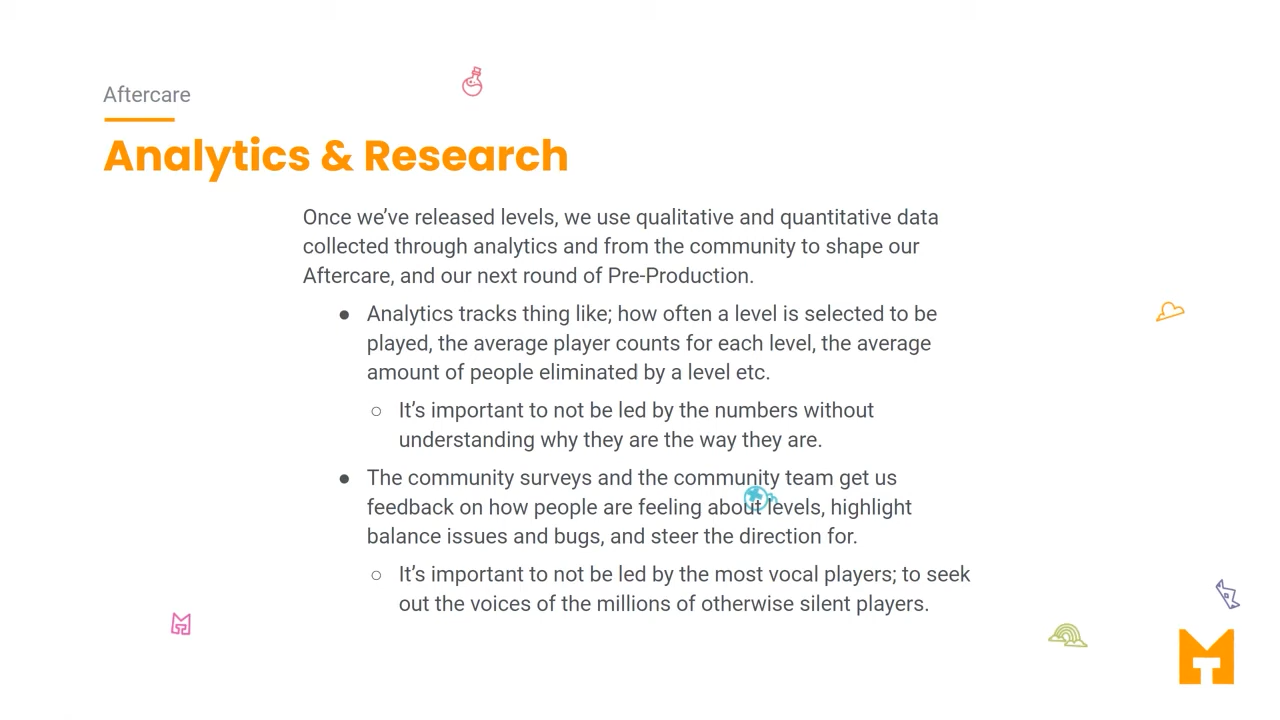 Aftercare
Analytics & Research
Once we’ve released levels, we use qualitative and quantitative data
collected through analytics and from the community to shape our
Aftercare, and our next round of Pre-Production.
● Analytics tracks thing like; how often a level is selected to be
played, the average player counts for each level, the average
amount of people eliminated by a level etc.
○ It’s important to not be led by the numbers without
understanding why they are the way they are.
● The community surveys and the community team get us
feedback on how people are feeling about levels, highlight
balance issues and bugs, and steer the direction for.
○ It’s important to not be led by the most vocal players; to seek
out the voices of the millions of otherwise silent players.